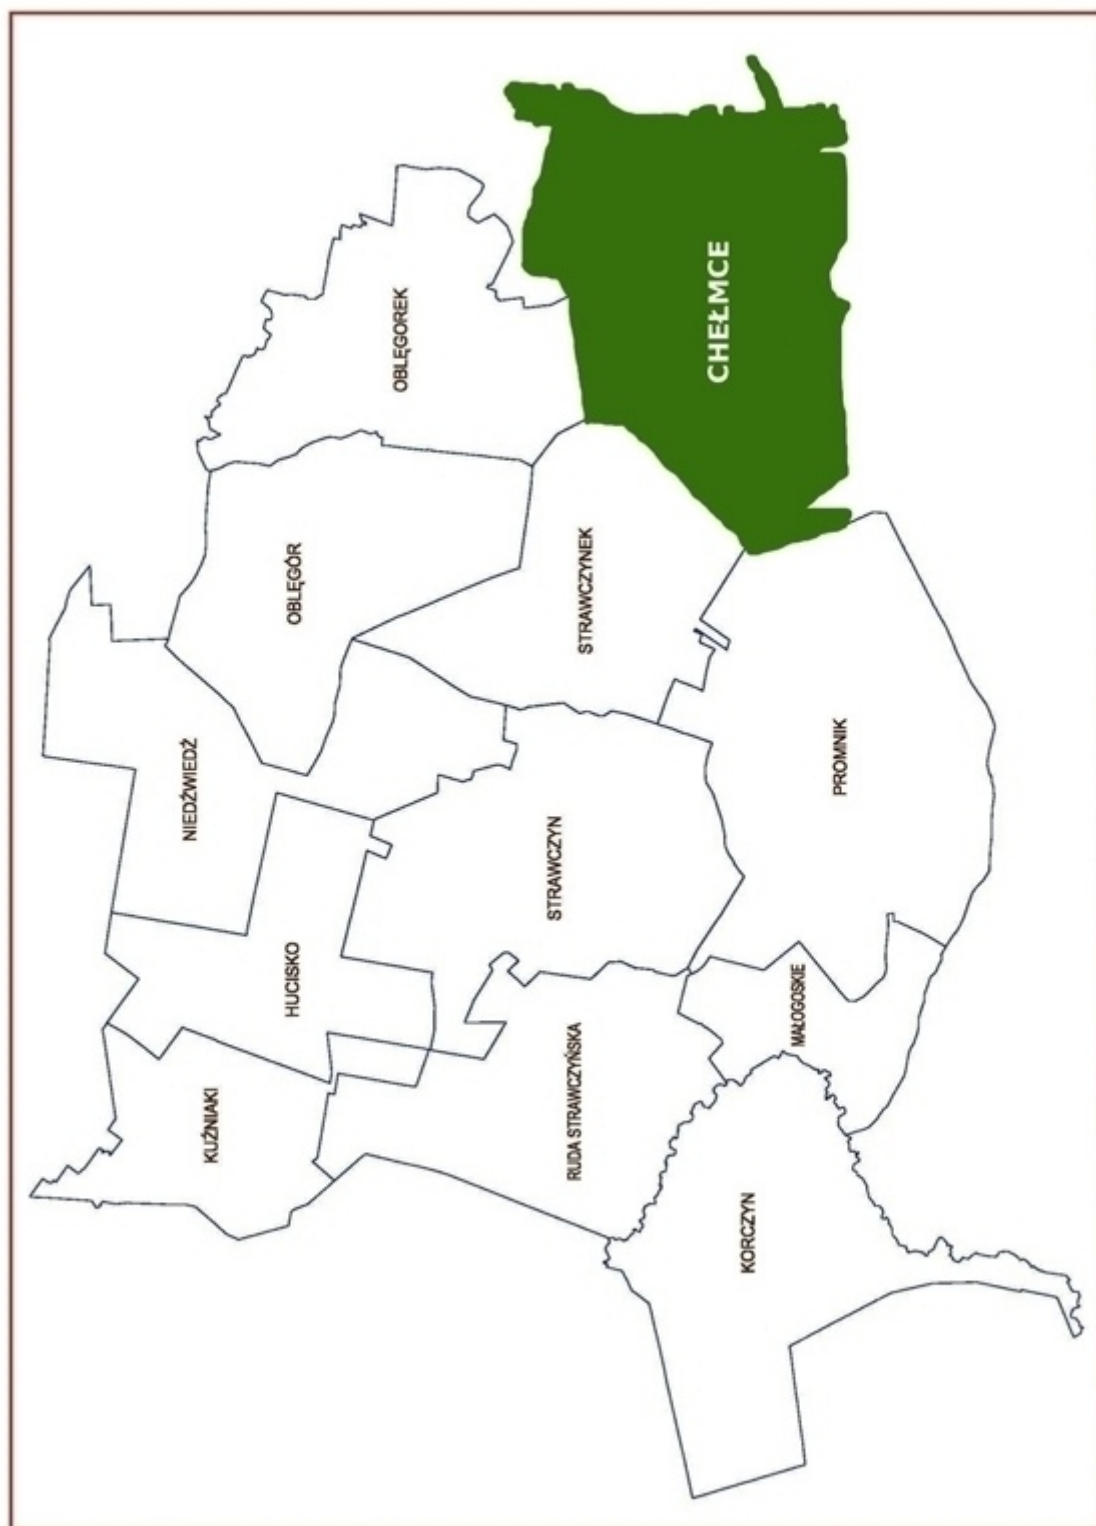 KUŹNIAKI
NIEDŹWIEDŹ
HUCISKO
OBLĘGÓR
OBLĘGOREK
STRAWCZYN
RUDA STRAWCZYŃSKA
STRAWCZYNEK
CHEŁMCE
KORCZYN
MAŁOGOSKIE
PROMNIK